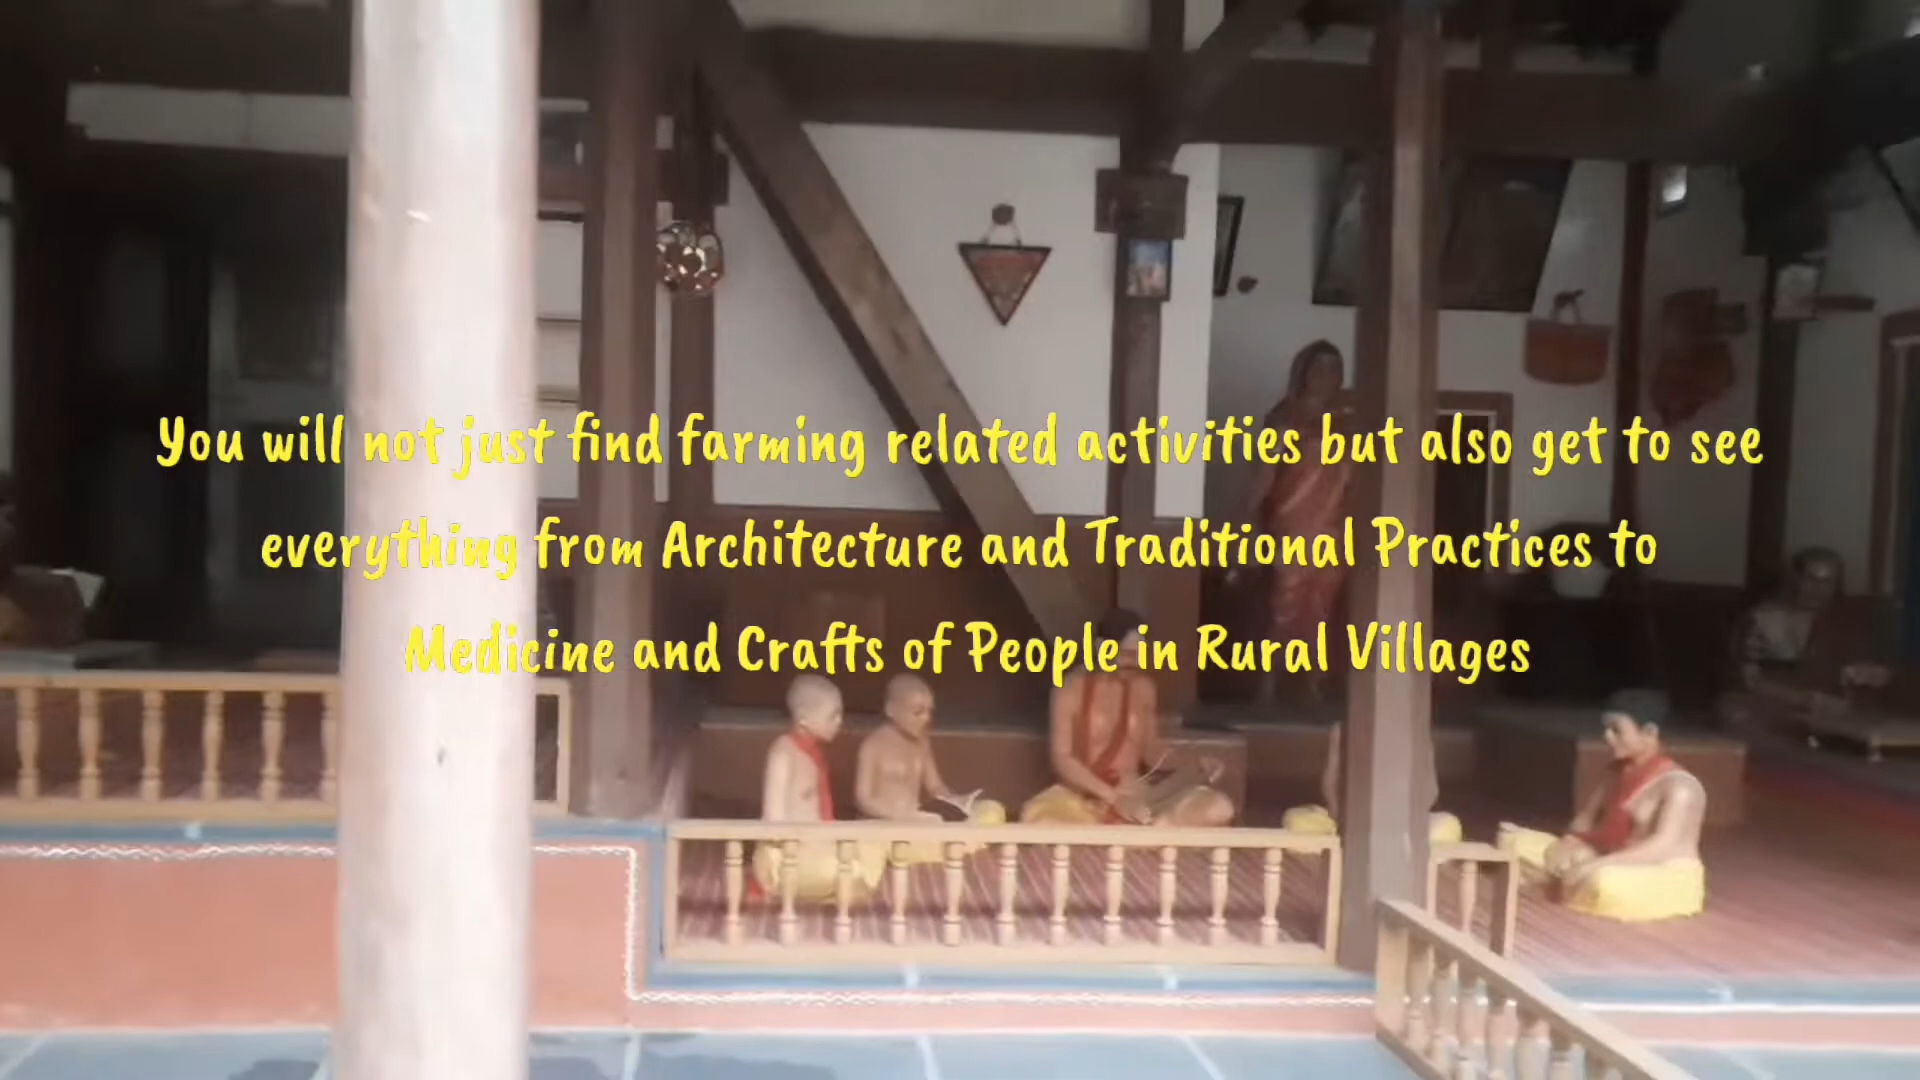 You will not just find farming related activities but also get to see
everything from Architecture and Traditional Practices to
Medicine and Crafts of People in Rural Villages